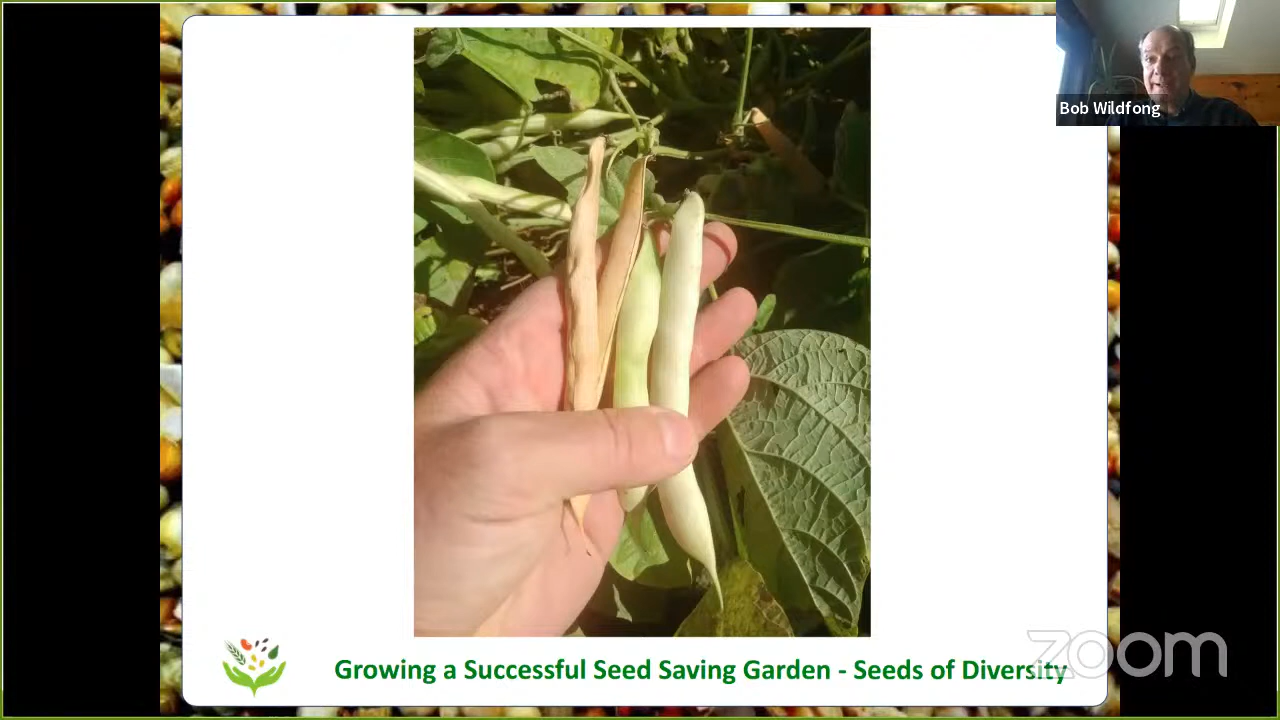 Bob Wildfong
Growing a Successful Seed Saving Garden - Seeds of Diversity
zoom